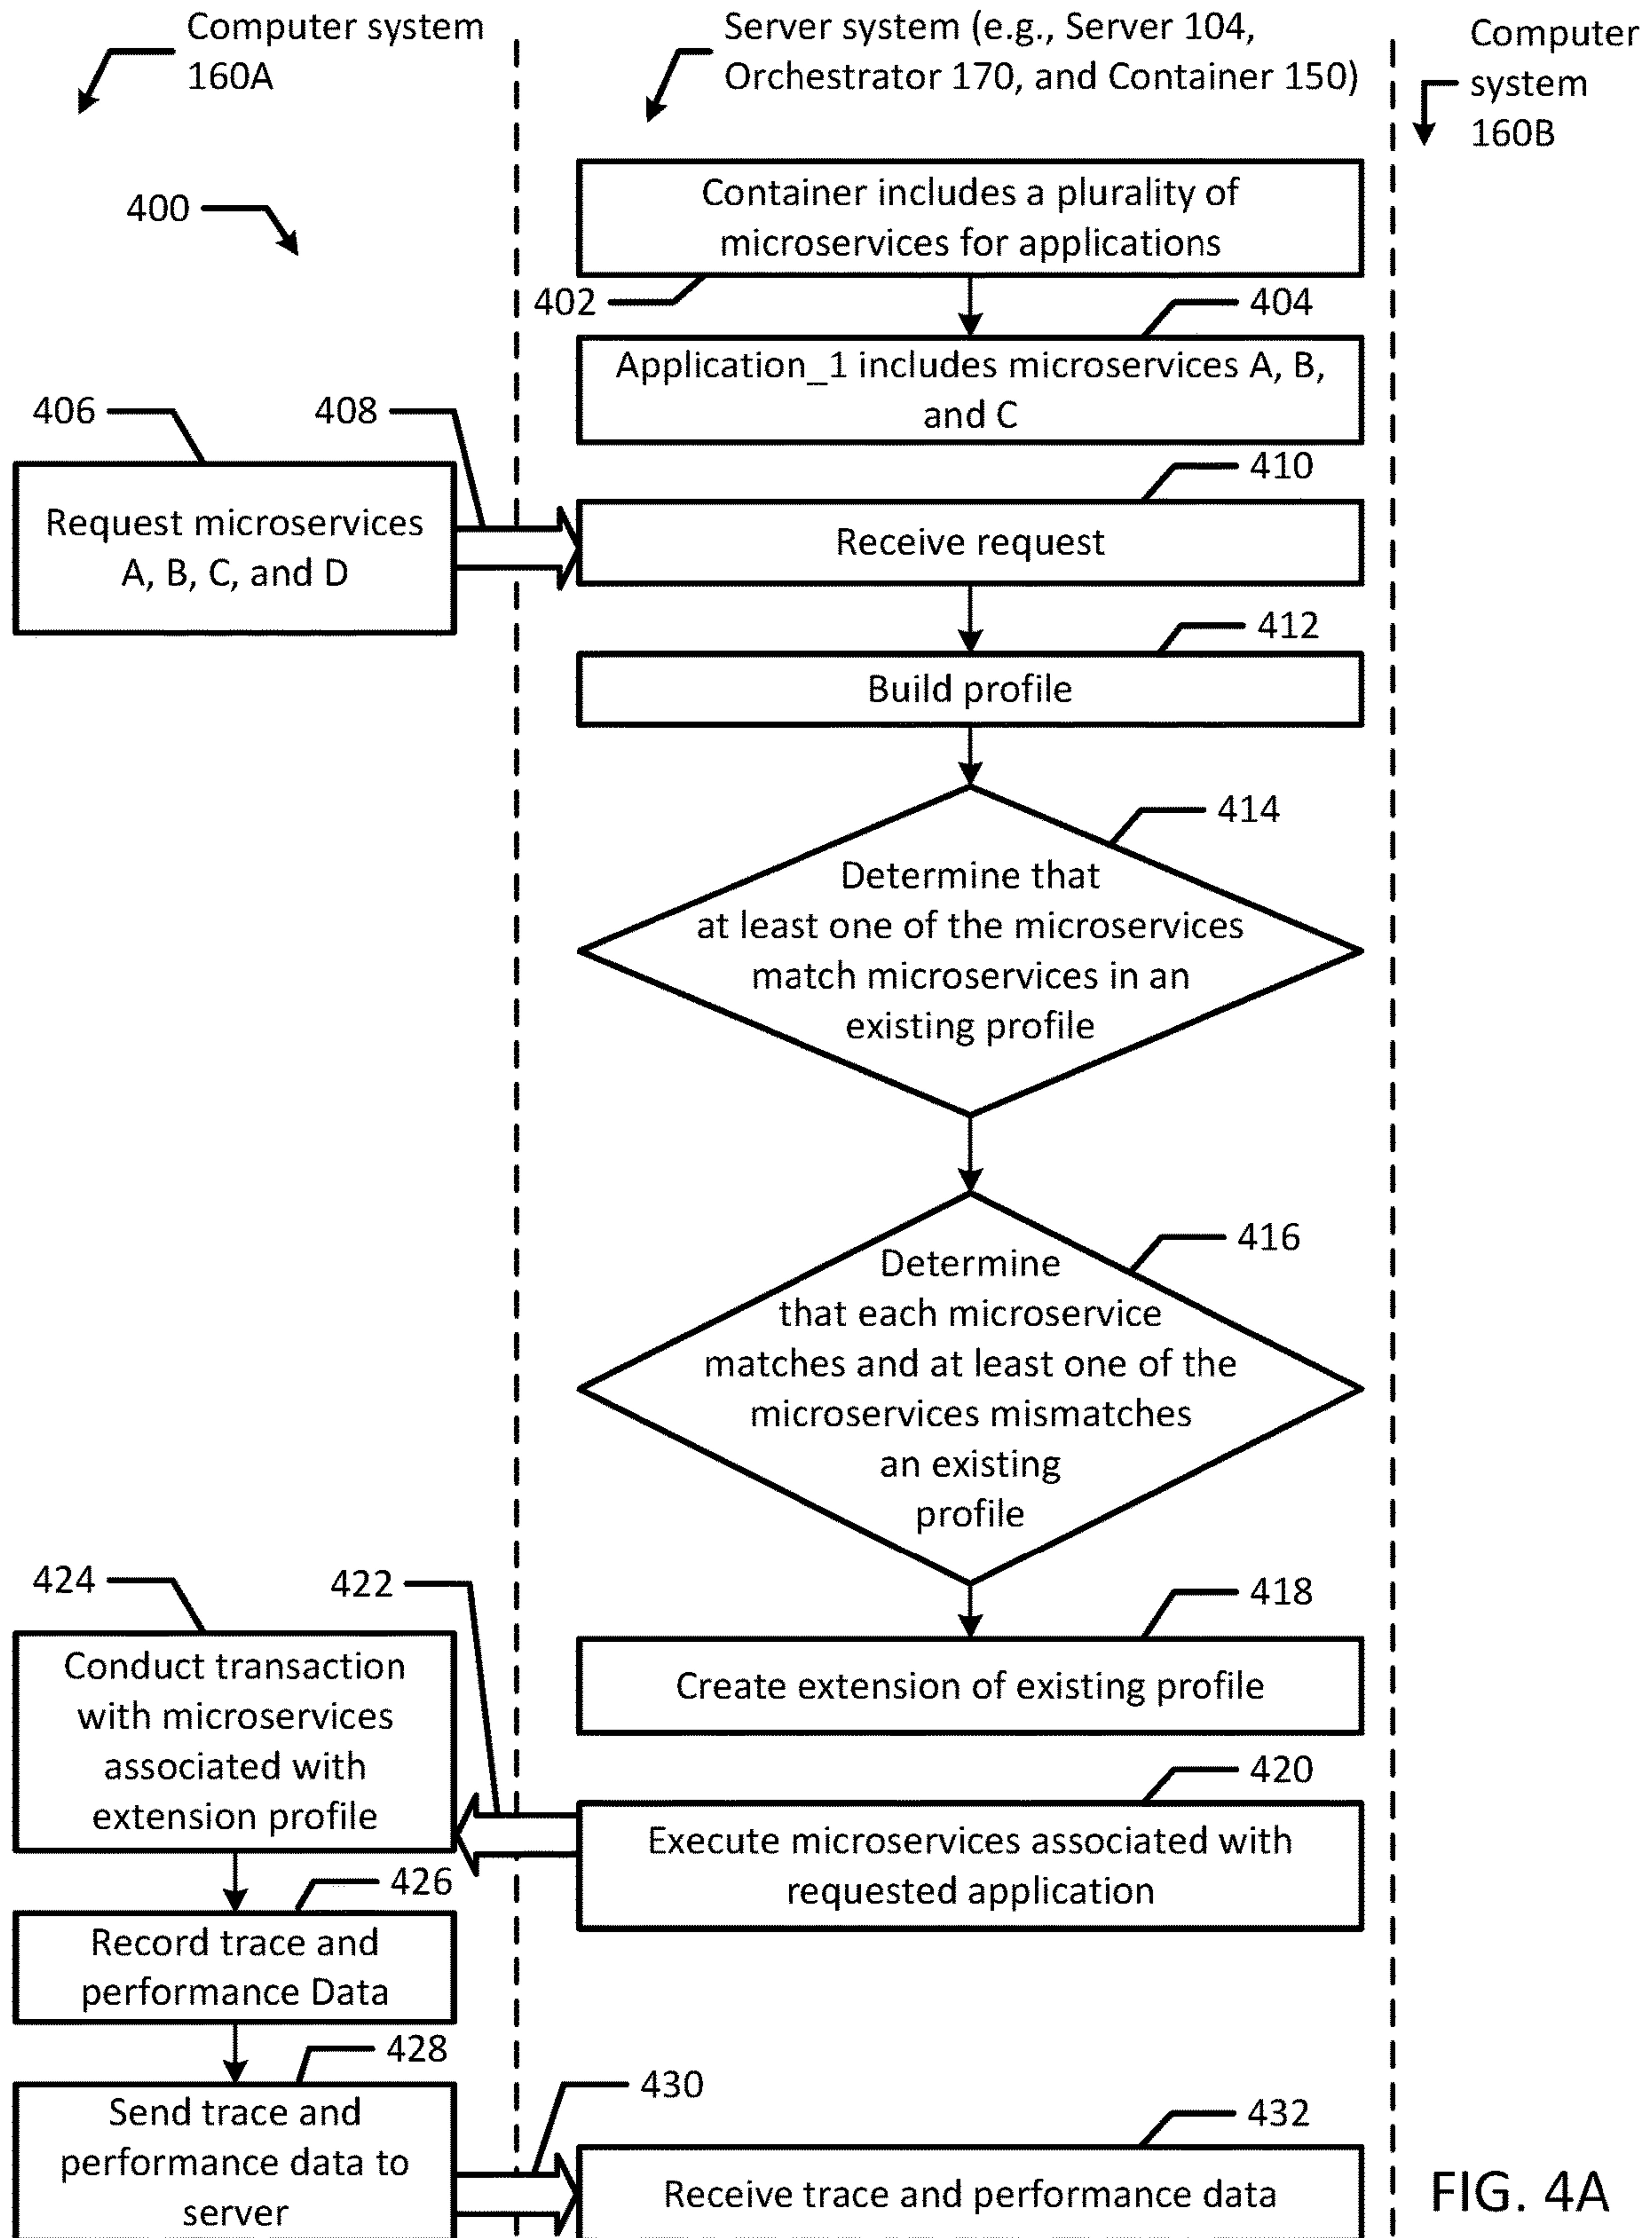 Computer system
160A
Server system (e.g., Server 104,
Orchestrator 170, and Container 150)
Computer
system
160B
400
Container includes a plurality of
microservices for applications
402
404
Application_1 includes microservices A, B,
and C
406
408
410
Request microservices
A, B, C, and D
Receive request
412
Build profile
414
Determine that
at least one of the microservices
match microservices in an
existing profile
416
Determine
that each microservice
matches and at least one of the
microservices mismatches
an existing
profile
424
422
418
Conduct transaction
with microservices
associated with
extension profile
Create extension of existing profile
420
Execute microservices associated with
requested application
426
Record trace and
performance Data
428
Send trace and
performance data to
server
430
432
Receive trace and performance data
FIG. 4A